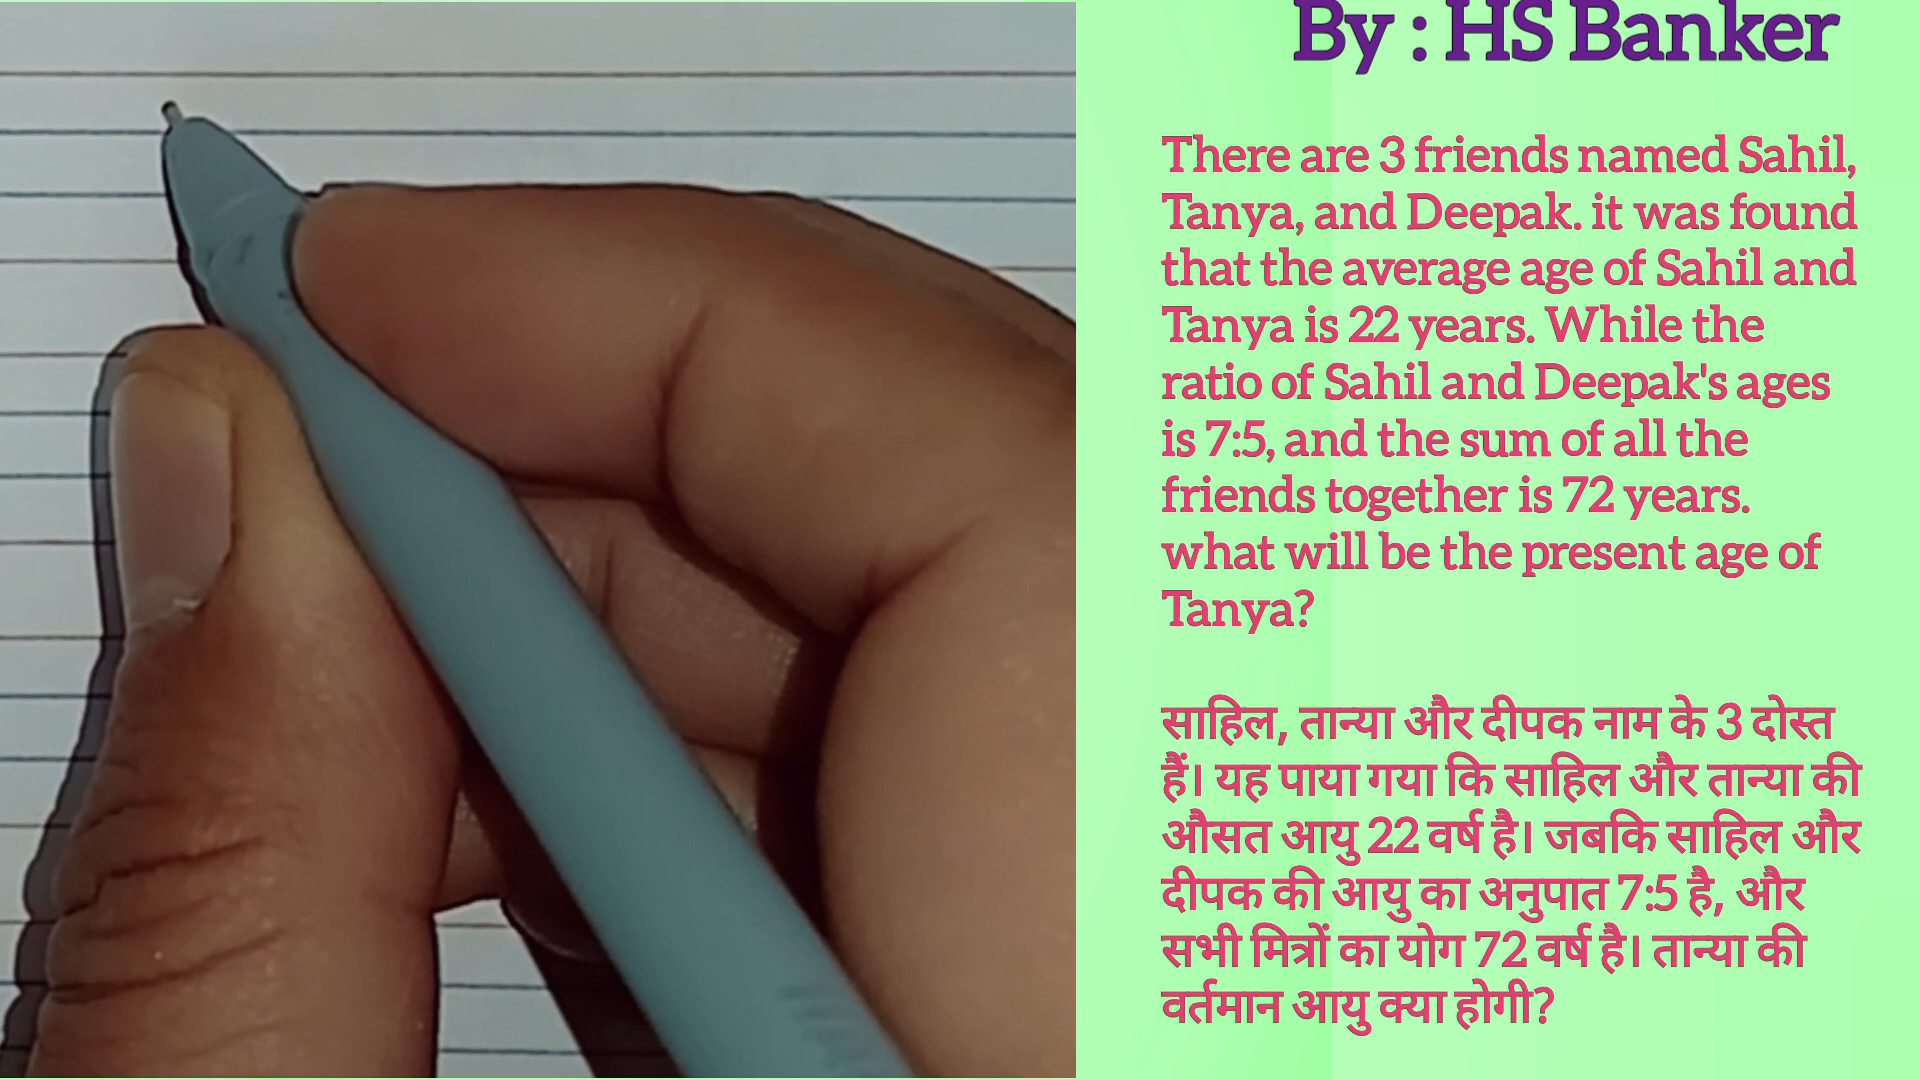 By : HS Banker
There are 3 friends named Sahil,
Tanya, and Deepak. it was found
that the average age of Sahil and
Tanya is 22 years. While the
ratio of Sahil and Deepak's ages
is 7:5, and the sum of all the
friends together is 72 years.
what will be the present age of
Tanya?
साहिल, तान्या और दीपक नाम के 3 दोस्त
हैं। यह पाया गया कि साहिल और तान्या की
औसत आयु 22 वर्ष है। जबकि साहिल और
दीपक की आयु का अनुपात 7:5 है, और
सभी मित्रों का योग 72 वर्ष है। तान्या की
वर्तमान आयु क्या होगी?